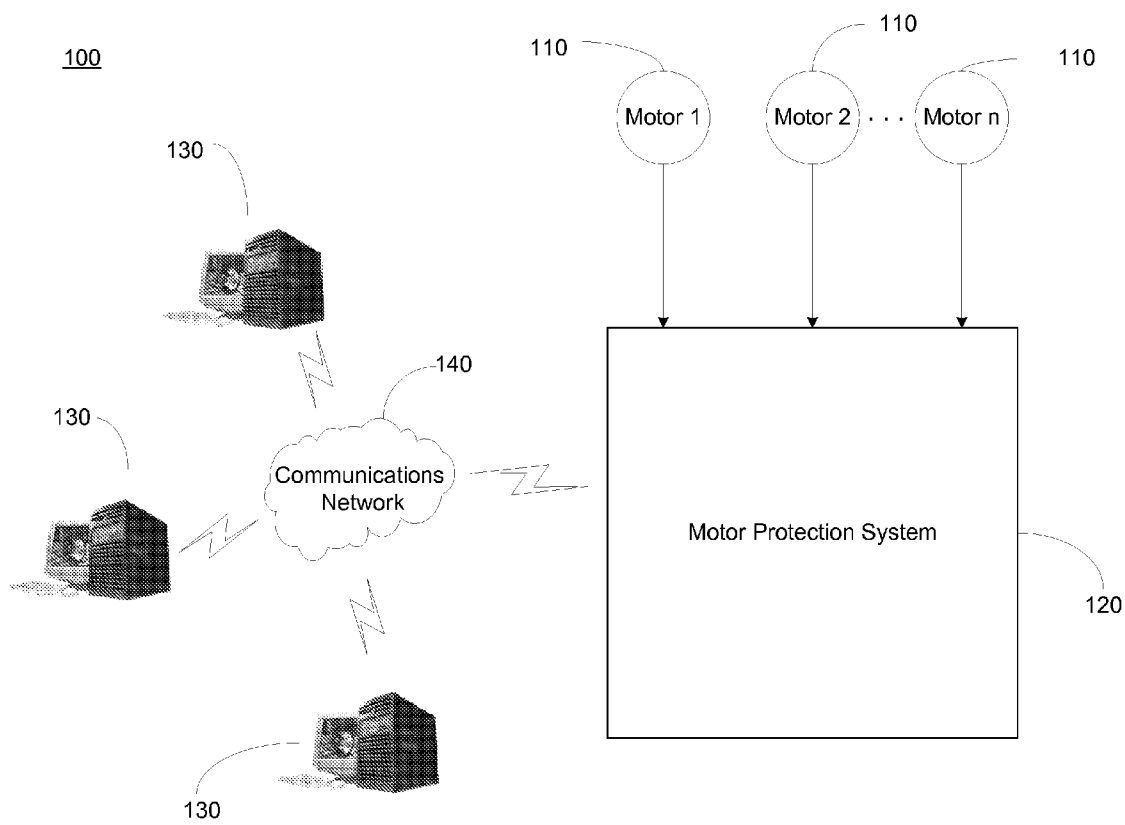 100
110
110
110
Motor 1
Motor 2
. . .
Motor n
130
140
130
Communications
Network
Motor Protection System
120
130